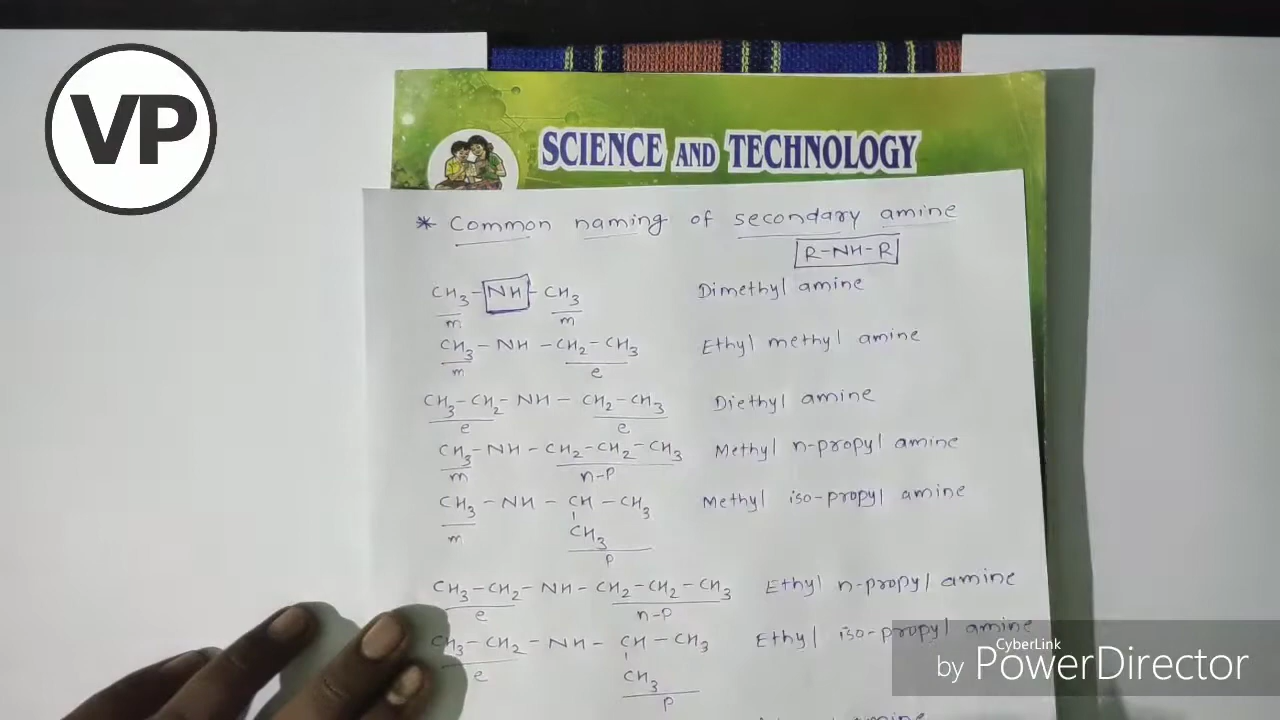 VP
SCIENCE AND TECHNOLOGY
* Common naming of secondary amine
R-NH-R
CH3-NH-CH3 Dimethyl amine
m m
CH3-NH-CH2-CH3 Ethyl methyl amine
m e
CH3-CH2-NH-CH2-CH3 Diethyl amine
e e
CH3-NH-CH2-CH2-CH3 Methyl n-propyl amine
m n-p
CH3-NH-CH-CH3 Methyl iso-propyl amine
m CH3
p
CH3-CH2-NH-CH2-CH2-CH3 Ethyl n-propyl amine
e n-p
CH3-CH2-NH-CH-CH3 Ethyl iso-propyl amine
e CH3
p
CyberLink
by PowerDirector
amine